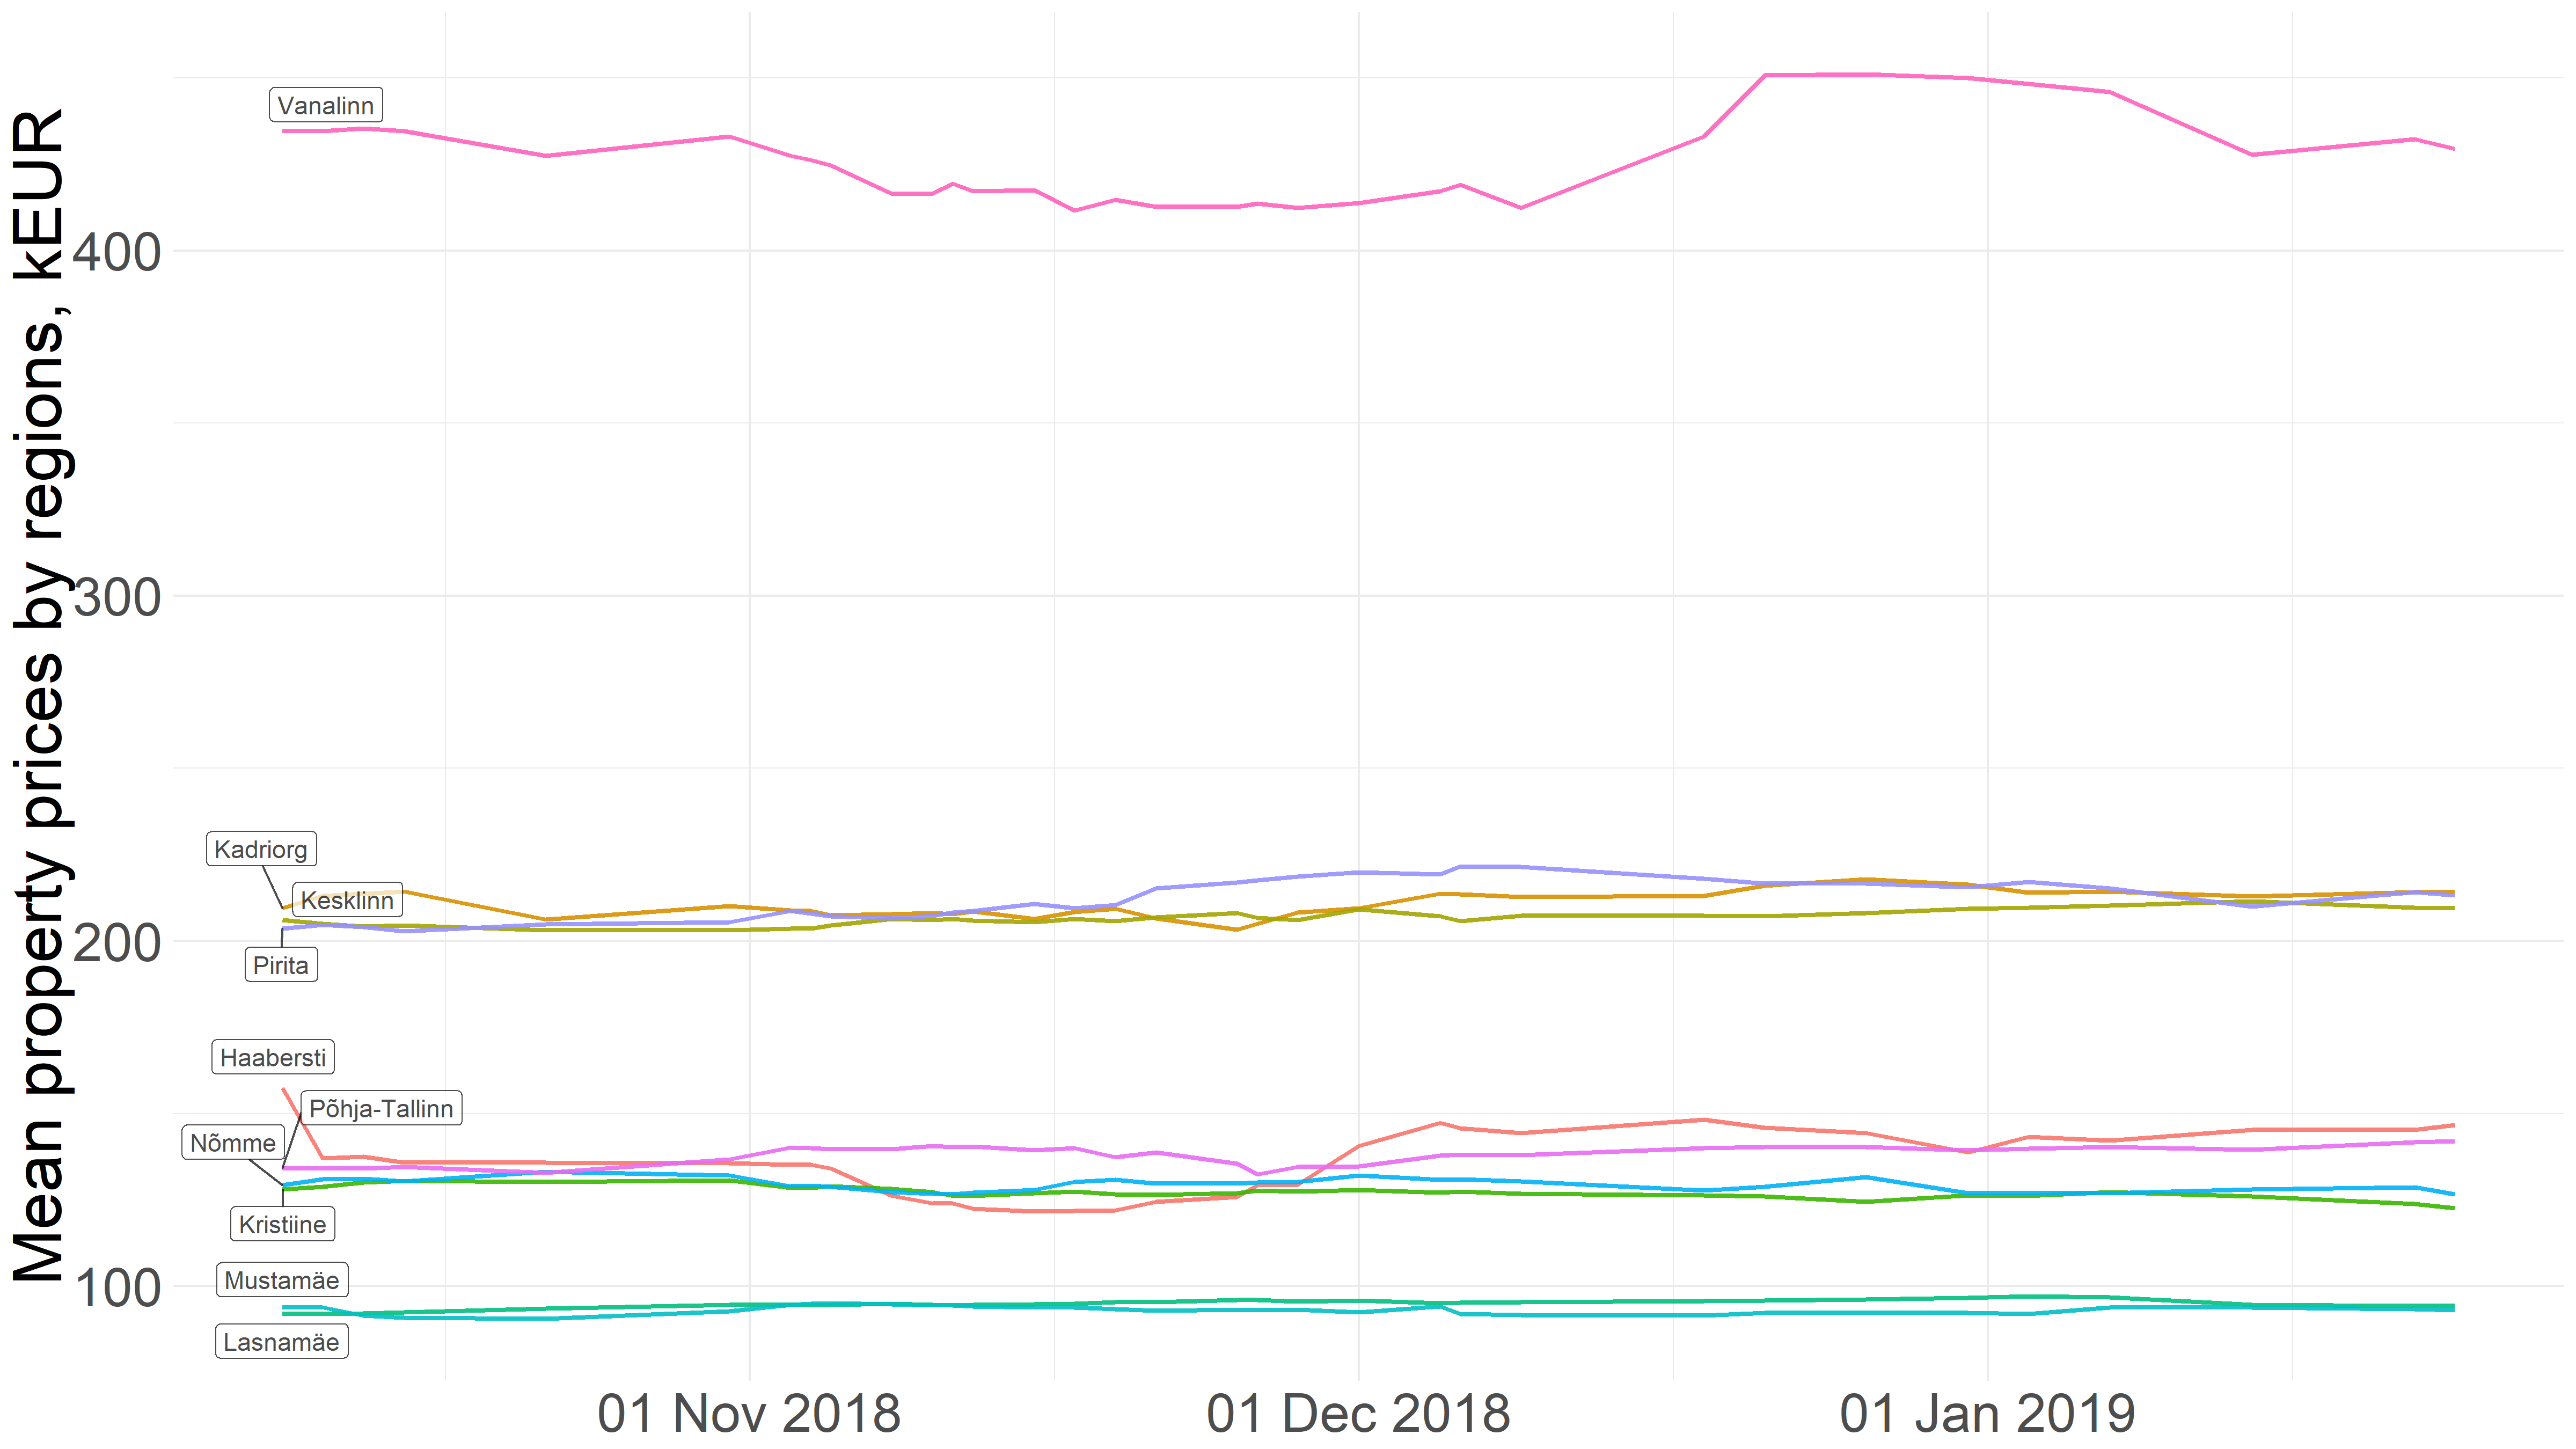 Mean property prices by regions, kEUR
400
300
200
100
Vanalinn
Kadriorg
Kesklinn
Pirita
Haabersti
Põhja-Tallinn
Nõmme
Kristiine
Mustamäe
Lasnamäe
01 Nov 2018
01 Dec 2018
01 Jan 2019